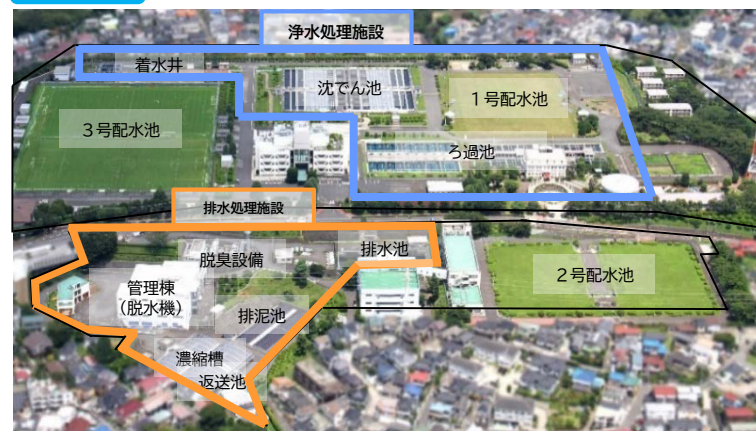 浄水処理施設
着水井
沈でん池
1号配水池
3号配水池
ろ過池
排水処理施設
脱臭設備
排水池
2号配水池
管理棟
(脱水機)
排泥池
濃縮槽
返送池